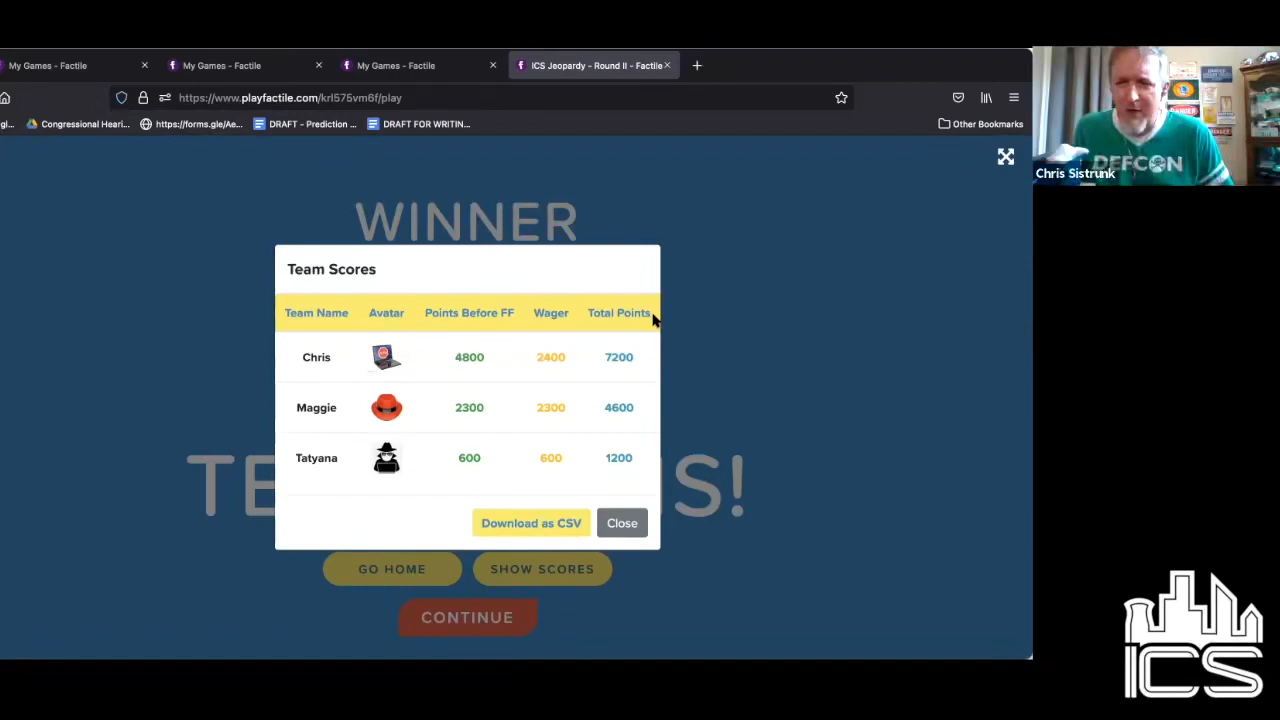 My Games - Factile
My Games - Factile
My Games - Factile
ICS Jeopardy - Round II - Factile
https://www.playfactile.com/krl575vm6f/play
gl...
Congressional Heari...
https://forms.gle/Ae...
DRAFT - Prediction ...
DRAFT FOR WRITIN...
Other Bookmarks
WINNER
Team Scores
Team Name Avatar Points Before FF Wager Total Points
Chris 4800 2400 7200
Maggie 2300 2300 4600
Tatyana 600 600 1200
TE S!
Download as CSV Close
GO HOME SHOW SCORES
CONTINUE
DEFCON
Chris Sistrunk
ICS